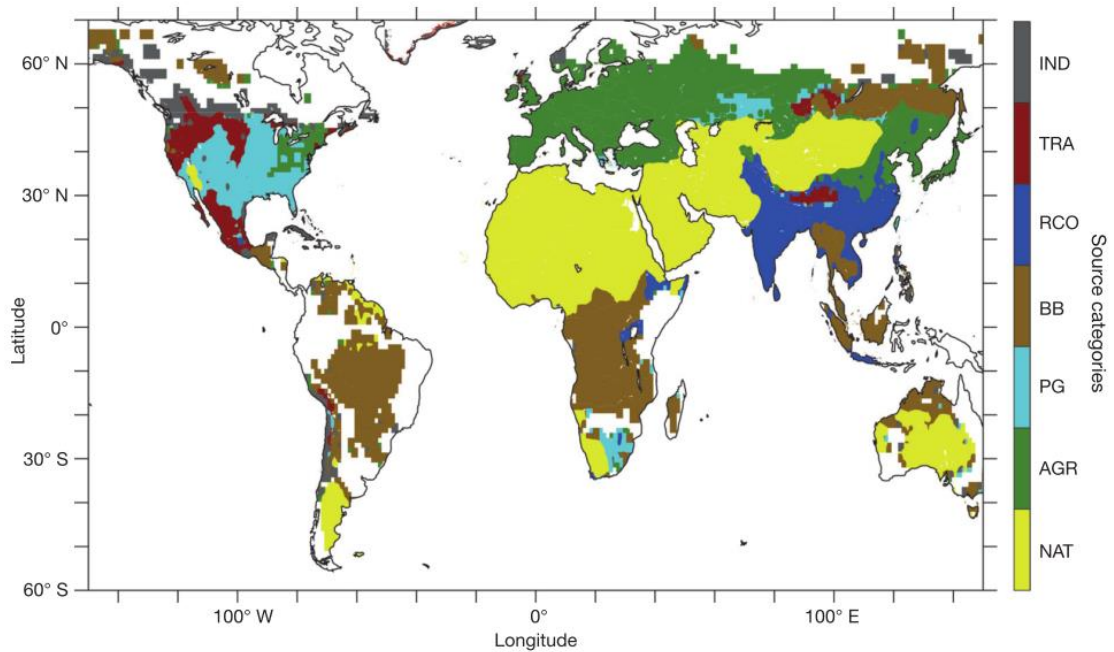 60° N
30° N
0°
30° S
60° S
Latitude
100° W
0°
100° E
Longitude
IND
TRA
RCO
BB
PG
AGR
NAT
Source categories